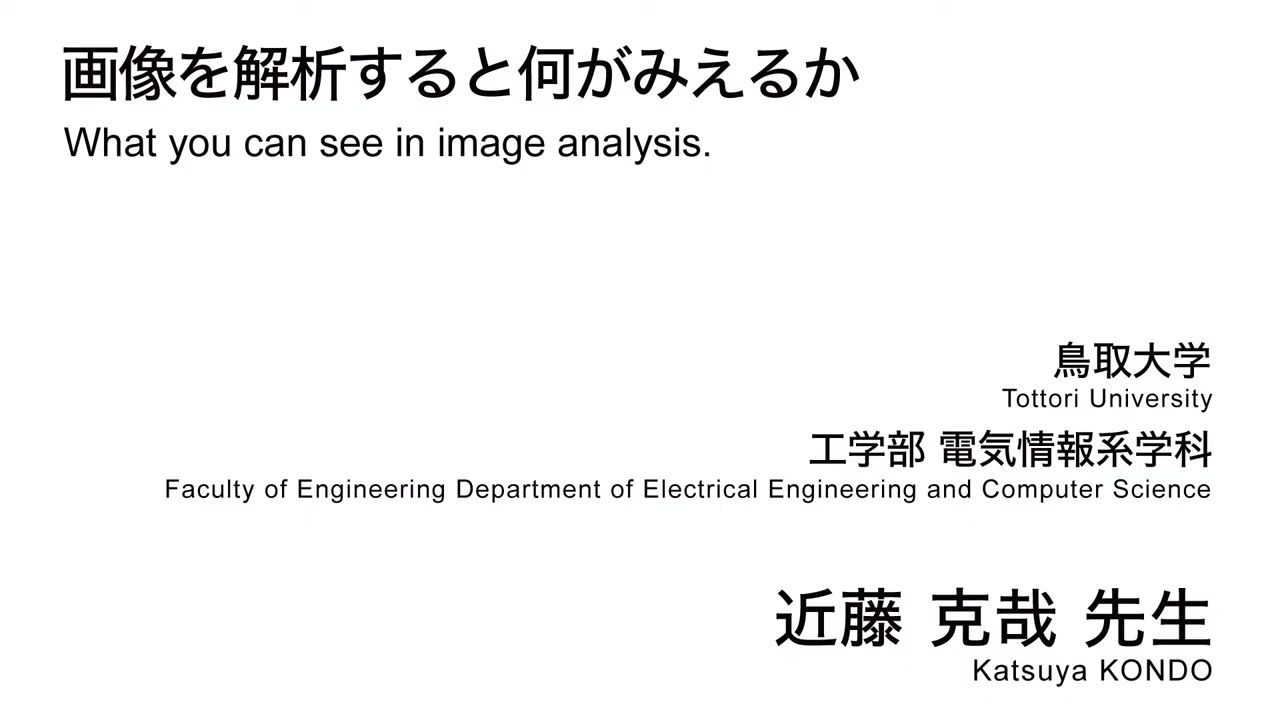 画像を解析すると何がみえるか
What you can see in image analysis.
鳥取大学
Tottori University
工学部 電気情報系学科
Faculty of Engineering Department of Electrical Engineering and Computer Science
近藤 克哉 先生
Katsuya KONDO